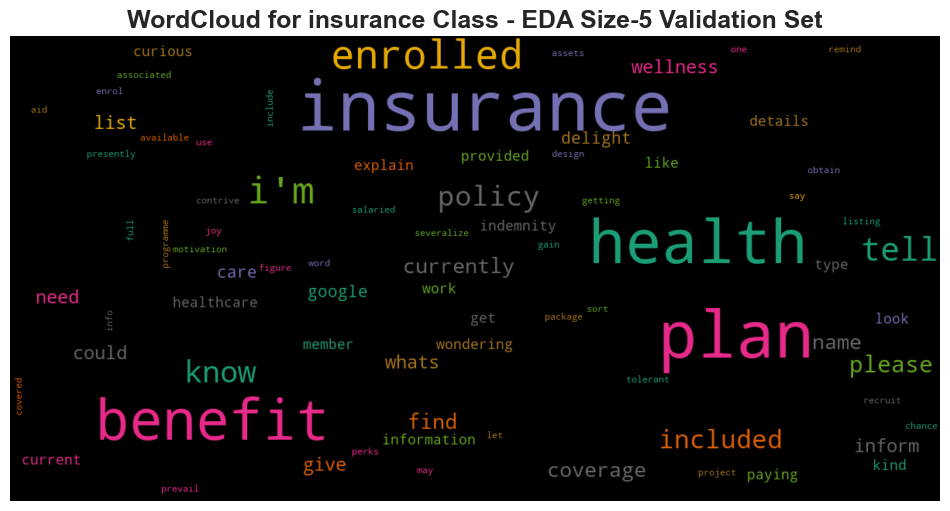 WordCloud for insurance Class - EDA Size-5 Validation Set
curious
enrolled
assets
one
remind
associated
wellness
enrol
insurance
aid
include
list
available
use
delight
details
design
presently
explain
provided
like
obtain
i'm
policy
say
contrive
salaried
getting
full
joy
severalize
indemnity
listing
programme
motivation
gain
health
tell
care
figure
word
currently
type
need
healthcare
google
work
info
get
package
sort
look
could
member
wondering
plan
name
know
whats
tolerant
please
covered
benefit
find
recruit
information
let
included
chance
inform
current
perks
give
may
coverage
project
paying
kind
prevail